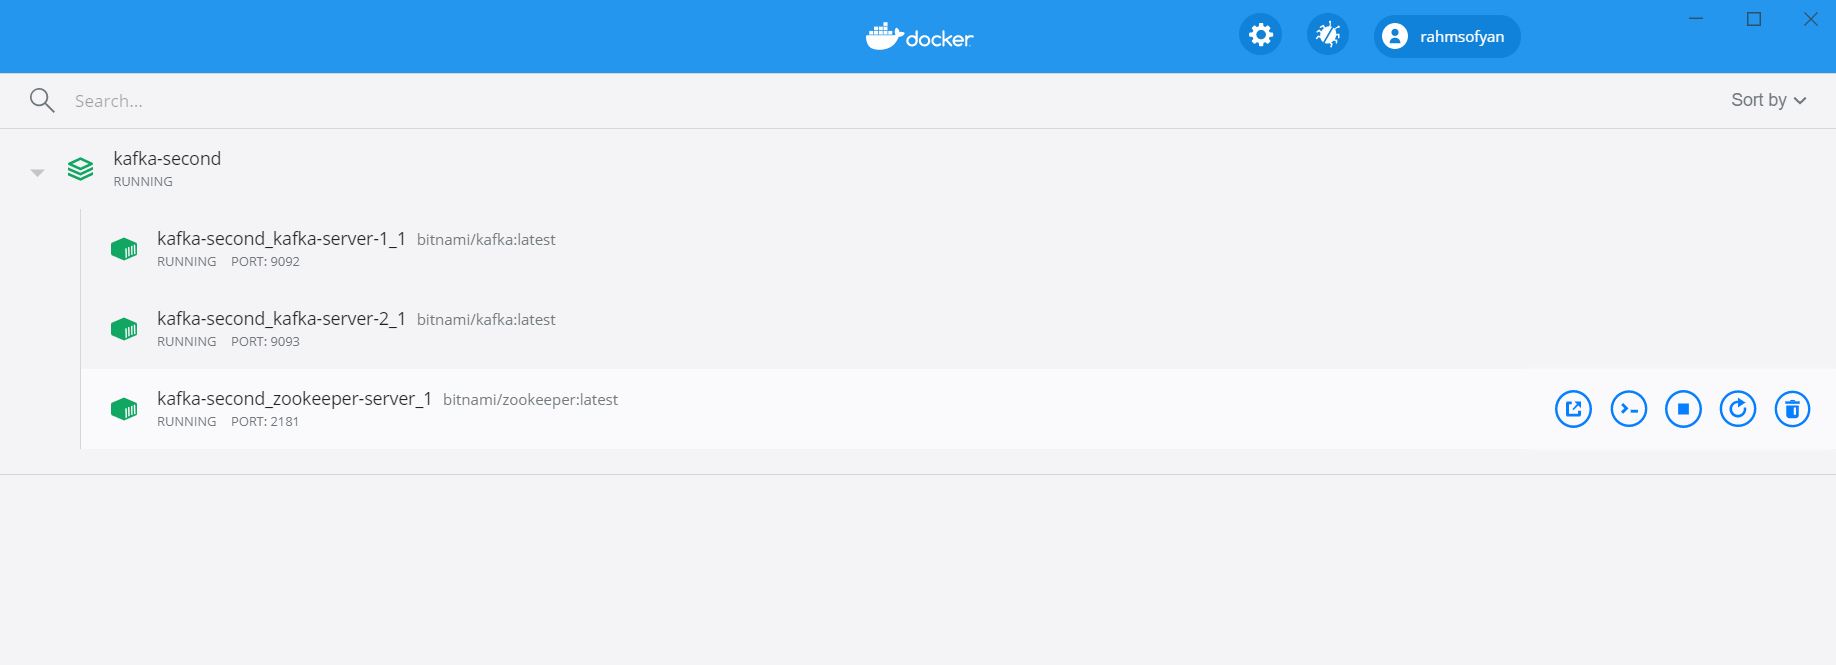 docker
rahmsofyan
Search...
Sort by
kafka-second
RUNNING
kafka-second_kafka-server-1_1 bitnami/kafka:latest
RUNNING PORT: 9092
kafka-second_kafka-server-2_1 bitnami/kafka:latest
RUNNING PORT: 9093
kafka-second_zookeeper-server_1 bitnami/zookeeper:latest
RUNNING PORT: 2181